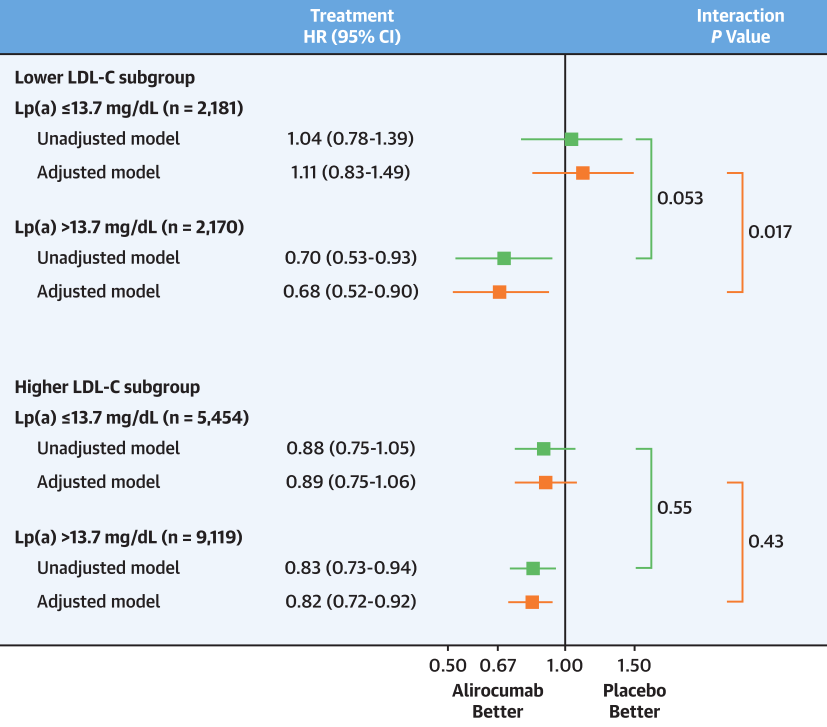 Treatment
HR (95% CI)
Interaction
P Value
Lower LDL-C subgroup
Lp(a) ≤13.7 mg/dL (n = 2,181)
Unadjusted model 1.04 (0.78-1.39)
Adjusted model 1.11 (0.83-1.49)
0.053
0.017
Lp(a) >13.7 mg/dL (n = 2,170)
Unadjusted model 0.70 (0.53-0.93)
Adjusted model 0.68 (0.52-0.90)
Higher LDL-C subgroup
Lp(a) ≤13.7 mg/dL (n = 5,454)
Unadjusted model 0.88 (0.75-1.05)
Adjusted model 0.89 (0.75-1.06)
0.55
0.43
Lp(a) >13.7 mg/dL (n = 9,119)
Unadjusted model 0.83 (0.73-0.94)
Adjusted model 0.82 (0.72-0.92)
0.50 0.67 1.00 1.50
Alirocumab
Better
Placebo
Better